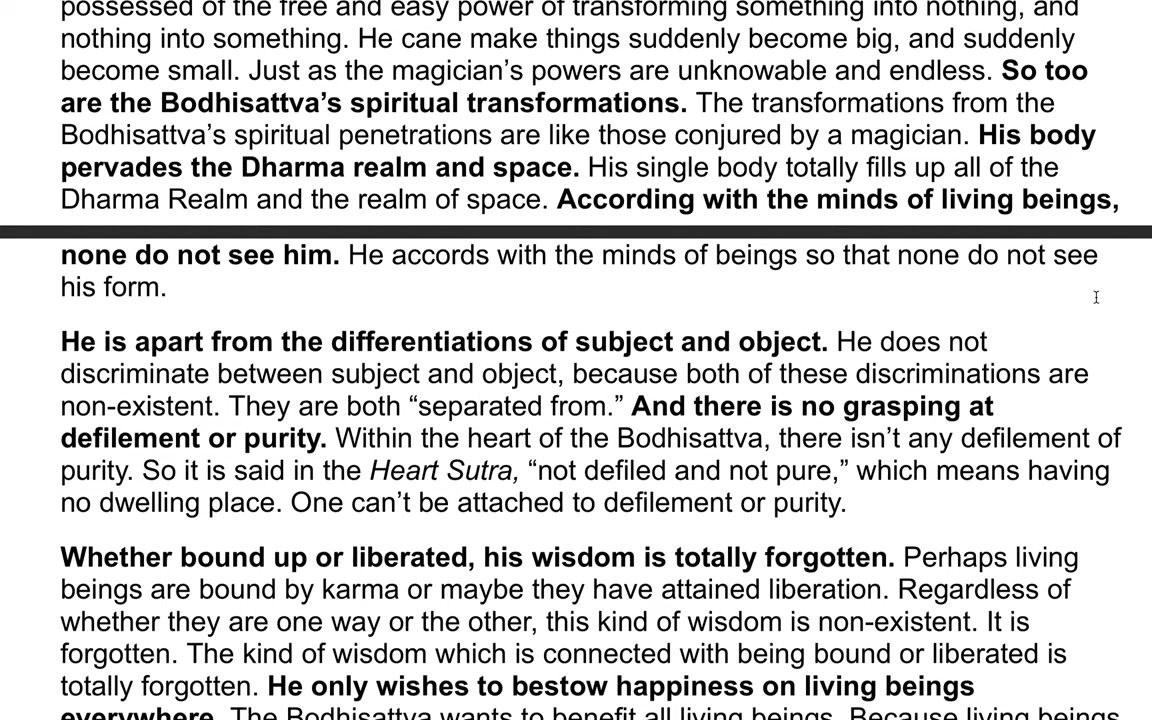 possessed of the free and easy power of transforming something into nothing, and
nothing into something. He cane make things suddenly become big, and suddenly
become small. Just as the magician’s powers are unknowable and endless. So too
are the Bodhisattva’s spiritual transformations. The transformations from the
Bodhisattva’s spiritual penetrations are like those conjured by a magician. His body
pervades the Dharma realm and space. His single body totally fills up all of the
Dharma Realm and the realm of space. According with the minds of living beings,
none do not see him. He accords with the minds of beings so that none do not see
his form.
He is apart from the differentiations of subject and object. He does not
discriminate between subject and object, because both of these discriminations are
non-existent. They are both “separated from.” And there is no grasping at
defilement or purity. Within the heart of the Bodhisattva, there isn’t any defilement of
purity. So it is said in the Heart Sutra, “not defiled and not pure,” which means having
no dwelling place. One can’t be attached to defilement or purity.
Whether bound up or liberated, his wisdom is totally forgotten. Perhaps living
beings are bound by karma or maybe they have attained liberation. Regardless of
whether they are one way or the other, this kind of wisdom is non-existent. It is
forgotten. The kind of wisdom which is connected with being bound or liberated is
totally forgotten. He only wishes to bestow happiness on living beings
everywhere. The Bodhisattva wants to benefit all living beings. Because living beings